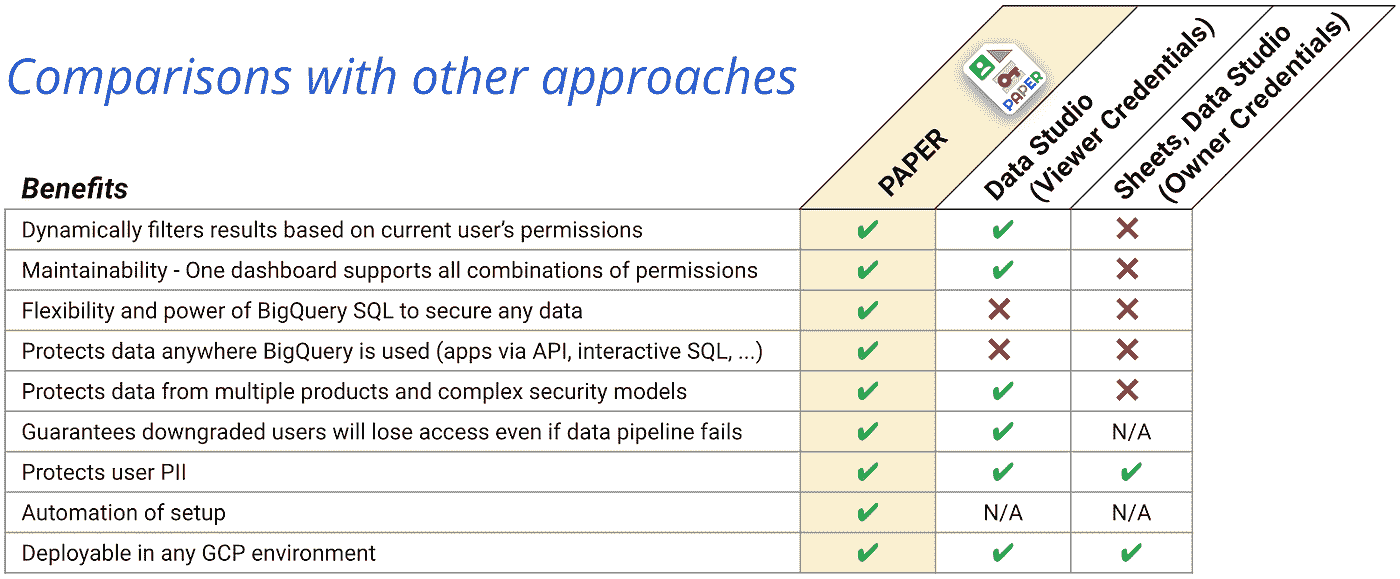 Comparisons with other approaches
PAPER
PAPER
Data Studio
(Viewer Credentials)
Sheets, Data Studio
(Owner Credentials)
Benefits
Dynamically filters results based on current user’s permissions ✔ ✔ ✕
Maintainability - One dashboard supports all combinations of permissions ✔ ✔ ✕
Flexibility and power of BigQuery SQL to secure any data ✔ ✕ ✕
Protects data anywhere BigQuery is used (apps via API, interactive SQL, ...) ✔ ✕ ✕
Protects data from multiple products and complex security models ✔ ✔ ✕
Guarantees downgraded users will lose access even if data pipeline fails ✔ ✔ N/A
Protects user PII ✔ ✔ ✔
Automation of setup ✔ N/A N/A
Deployable in any GCP environment ✔ ✔ ✔